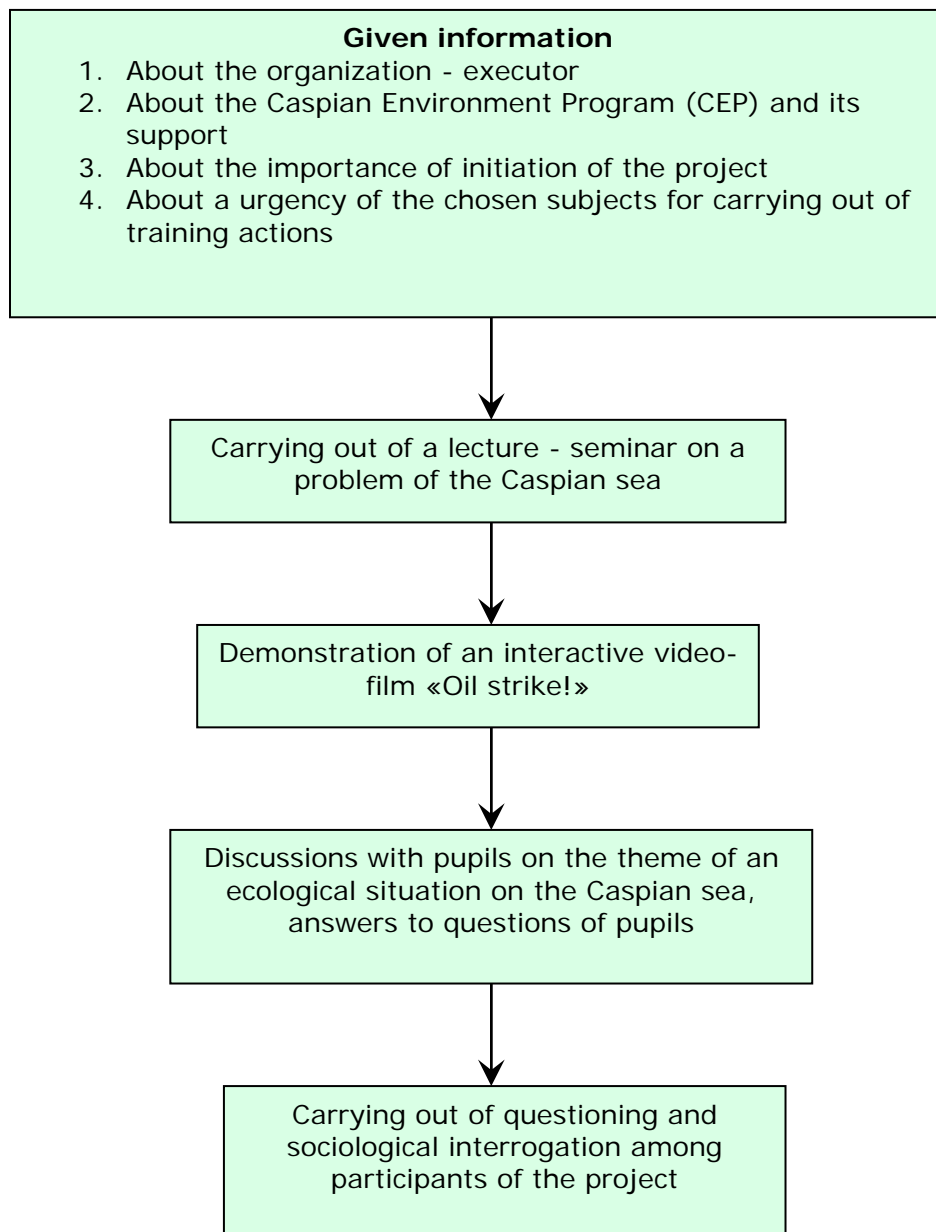 Given information
1. About the organization - executor
2. About the Caspian Environment Program (CEP) and its
support
3. About the importance of initiation of the project
4. About a urgency of the chosen subjects for carrying out of
training actions
Carrying out of a lecture - seminar on a
problem of the Caspian sea
Demonstration of an interactive video-
film «Oil strike!»
Discussions with pupils on the theme of an
ecological situation on the Caspian sea,
answers to questions of pupils
Carrying out of questioning and
sociological interrogation among
participants of the project